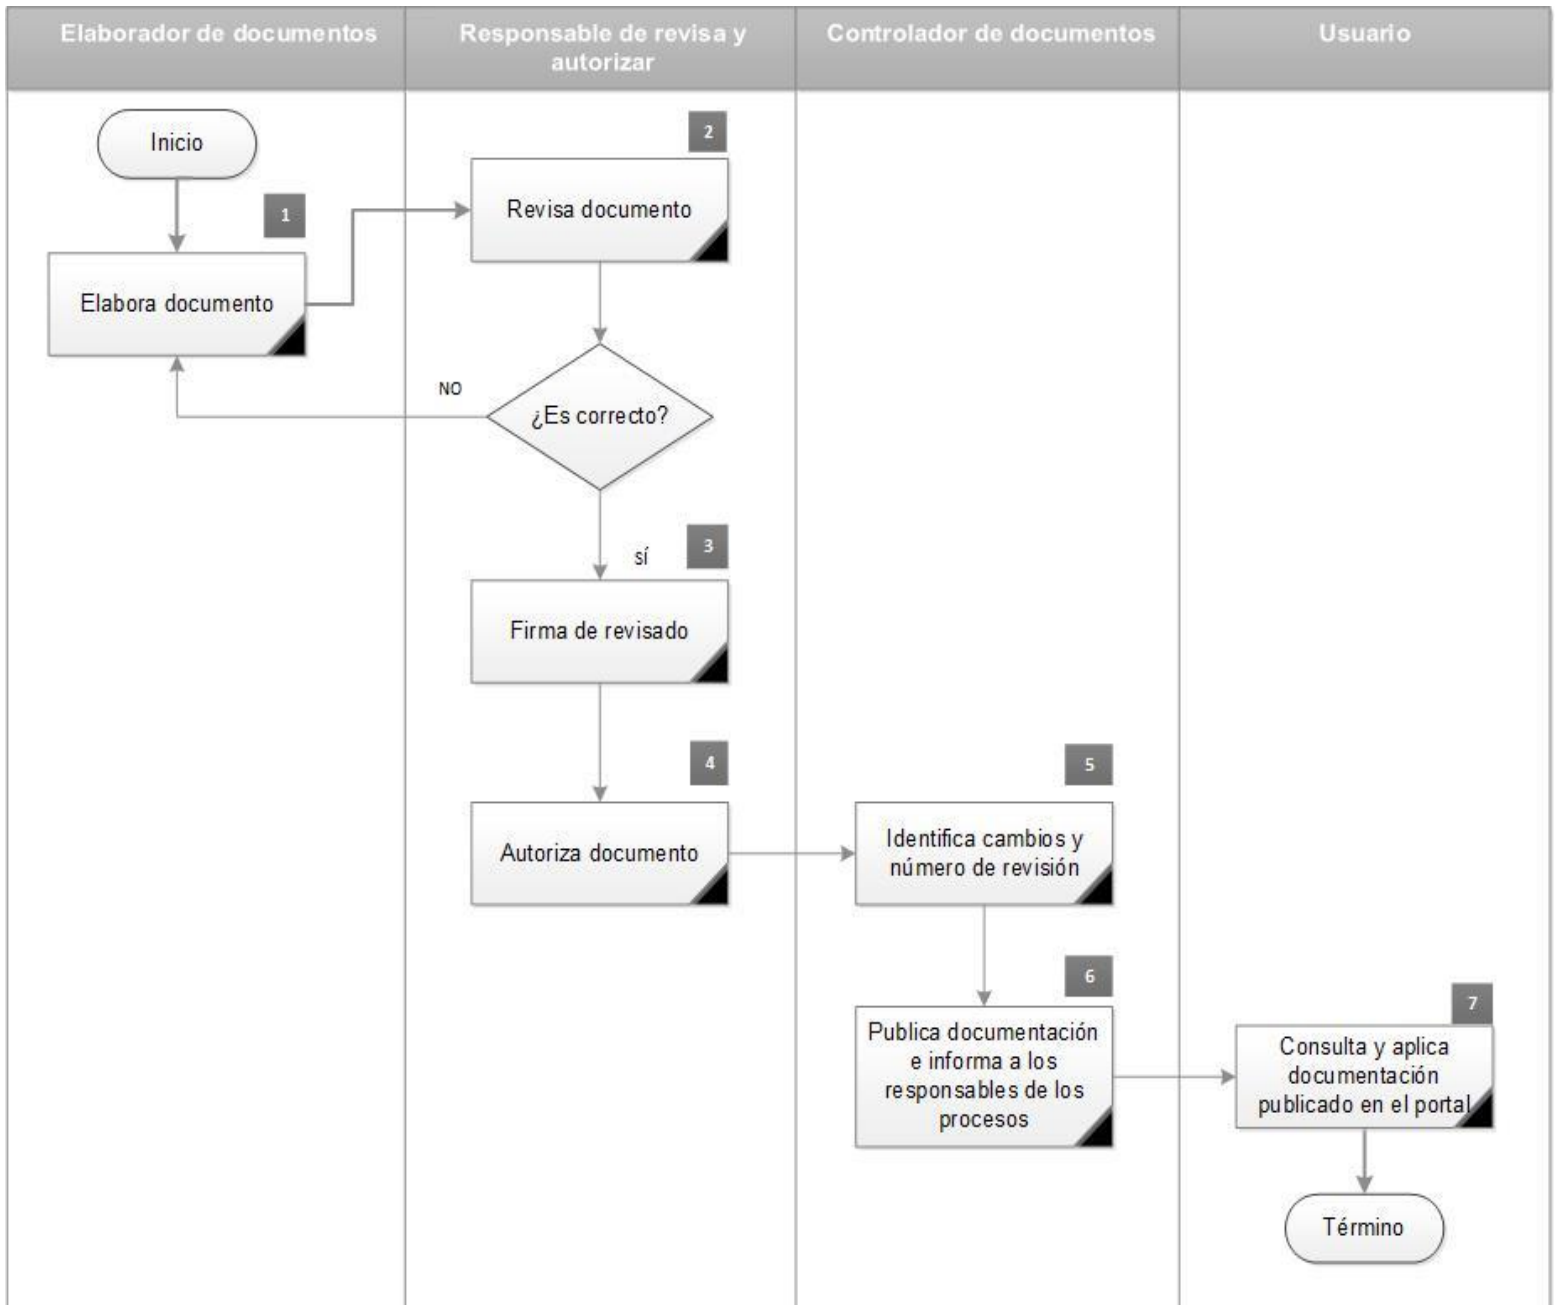 Elaborador de documentos
Responsable de revisa y
autorizar
Controlador de documentos
Usuario
Inicio
1
Elabora documento
2
Revisa documento
¿Es correcto?
NO
sí
3
Firma de revisado
4
Autoriza documento
5
Identifica cambios y
número de revisión
6
Publica documentación
e informa a los
responsables de los
procesos
7
Consulta y aplica
documentación
publicado en el portal
Término